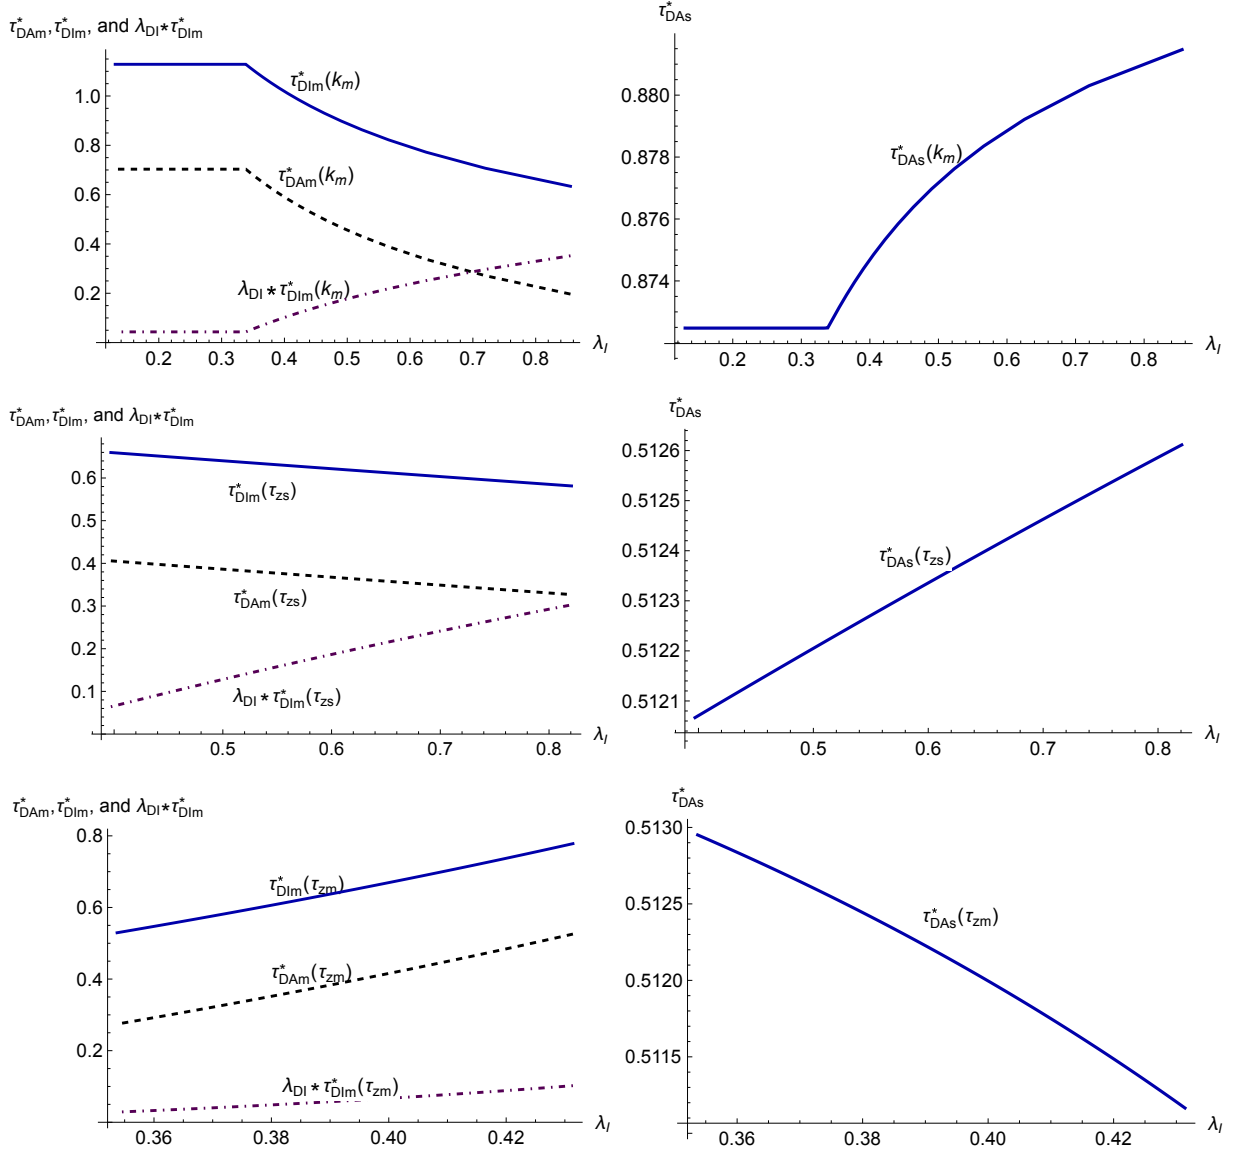 τ*DAm, τ*DIm, and λDI*τ*DIm
1.0
0.8
0.6
0.4
0.2
0.2 0.3 0.4 0.5 0.6 0.7 0.8
λI
τ*DIm(km)
τ*DAm(km)
λDI*τ*DIm(km)
τ*DAs
0.880
0.878
0.876
0.874
0.2 0.3 0.4 0.5 0.6 0.7 0.8
λI
τ*DAs(km)
τ*DAm, τ*DIm, and λDI*τ*DIm
0.6
0.5
0.4
0.3
0.2
0.1
0.5 0.6 0.7 0.8
λI
τ*DIm(τzs)
τ*DAm(τzs)
λDI*τ*DIm(τzs)
τ*DAs
0.5126
0.5125
0.5124
0.5123
0.5122
0.5121
0.5 0.6 0.7 0.8
λI
τ*DAs(τzs)
τ*DAm, τ*DIm, and λDI*τ*DIm
0.8
0.6
0.4
0.2
0.36 0.38 0.40 0.42
λI
τ*DIm(τzm)
τ*DAm(τzm)
λDI*τ*DIm(τzm)
τ*DAs
0.5130
0.5125
0.5120
0.5115
0.36 0.38 0.40 0.42
λI
τ*DAs(τzm)